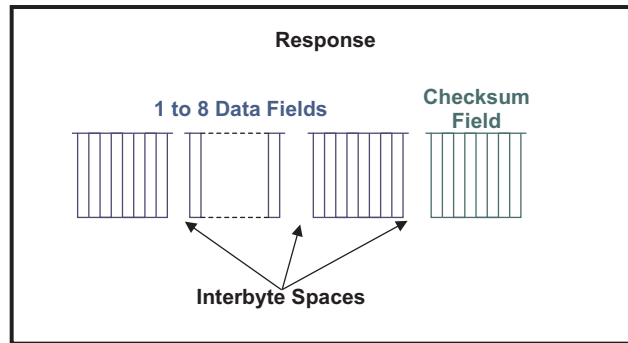 Response
1 to 8 Data Fields
Checksum
Field
Interbyte Spaces